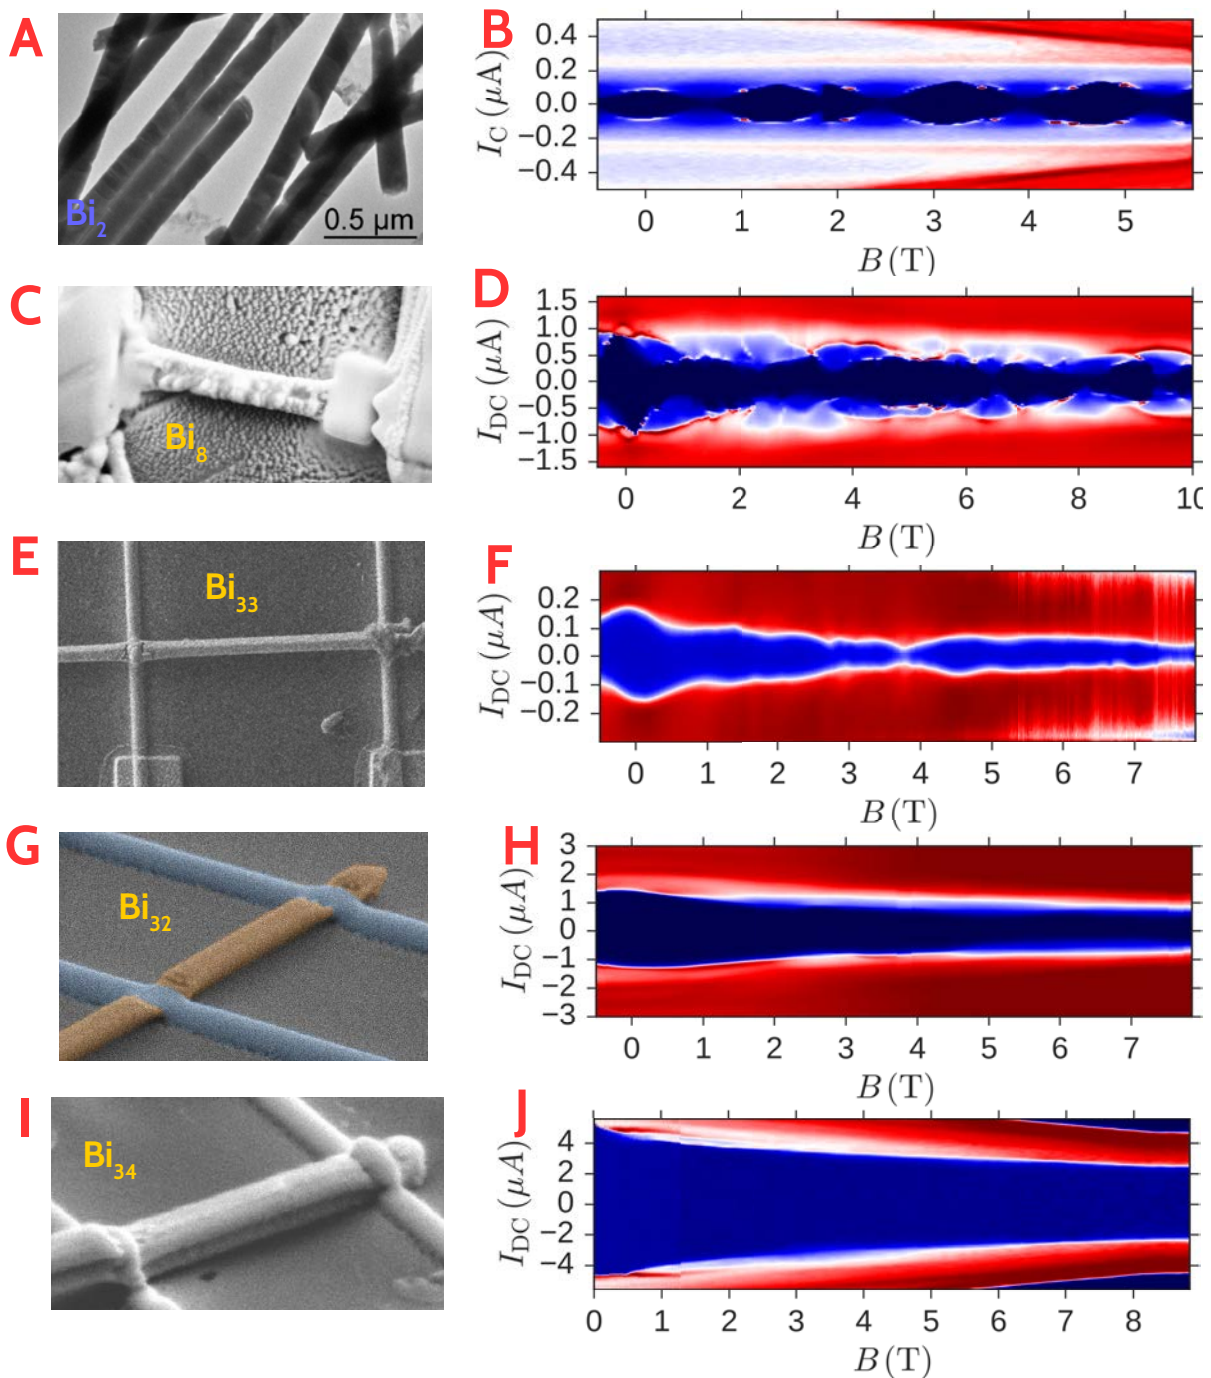 A
Bi₂
0.5 µm
B
I_C (µA)
0.4
0.2
0.0
−0.2
−0.4
0 1 2 3 4 5
B (T)
C
Bi₈
D
I_DC (µA)
1.5
1.0
0.5
0.0
−0.5
−1.0
−1.5
0 2 4 6 8 10
B (T)
E
Bi₃₃
F
I_DC (µA)
0.2
0.1
0.0
−0.1
−0.2
0 1 2 3 4 5 6 7
B (T)
G
Bi₃₂
H
I_DC (µA)
3
2
1
0
−1
−2
−3
0 1 2 3 4 5 6 7
B (T)
I
Bi₃₄
J
I_DC (µA)
4
2
0
−2
−4
0 1 2 3 4 5 6 7 8
B (T)